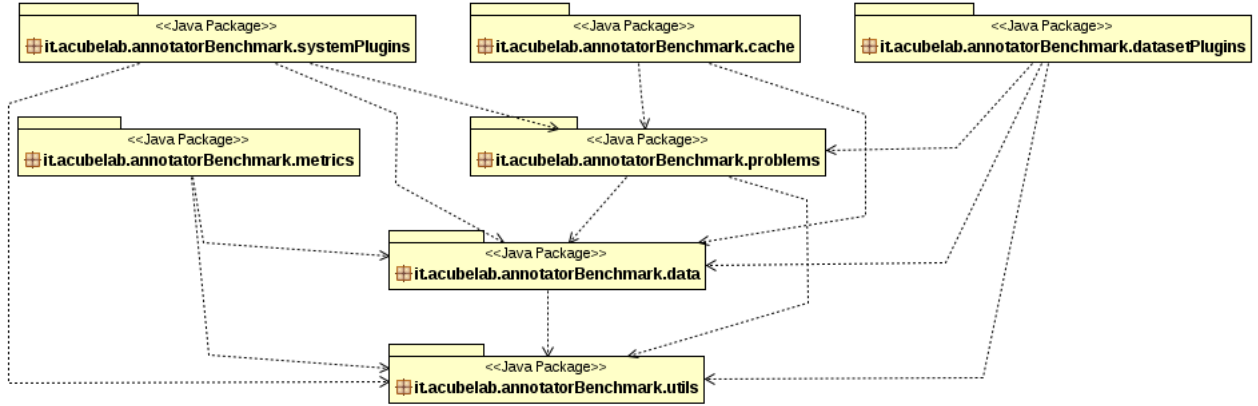 <<Java Package>>
it.acubelab.annotatorBenchmark.systemPlugins
<<Java Package>>
it.acubelab.annotatorBenchmark.cache
<<Java Package>>
it.acubelab.annotatorBenchmark.datasetPlugins
<<Java Package>>
it.acubelab.annotatorBenchmark.metrics
<<Java Package>>
it.acubelab.annotatorBenchmark.problems
<<Java Package>>
it.acubelab.annotatorBenchmark.data
<<Java Package>>
it.acubelab.annotatorBenchmark.utils